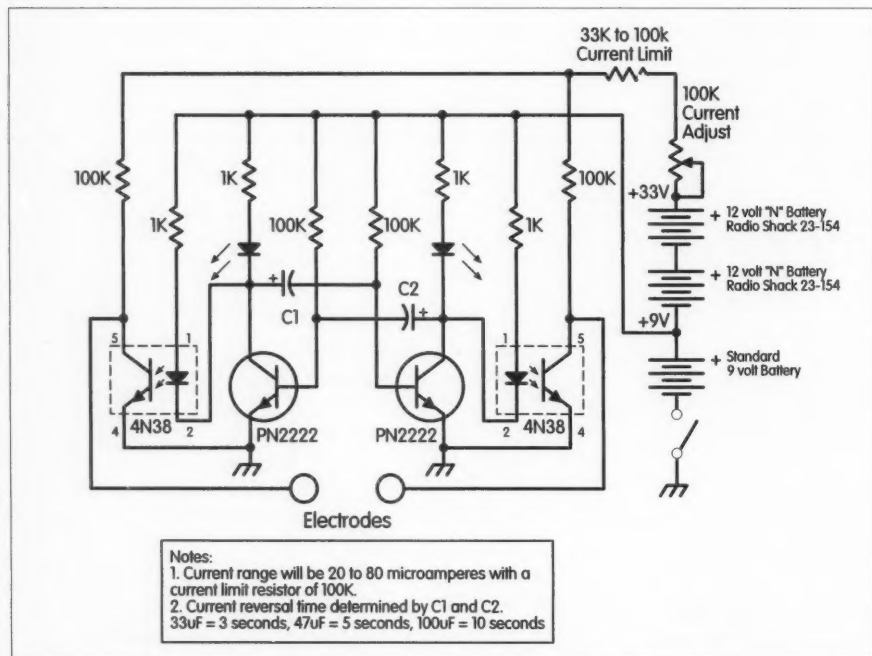 33K to 100k
Current Limit
100K
Current
Adjust
100K
1K
1K
100K
100K
1K
1K
100K
+33V
+ 12 volt "N" Battery
Radio Shack 23-154
+ 12 volt "N" Battery
Radio Shack 23-154
+9V
+ Standard
9 volt Battery
+
C1
C2
+
5
1
4
2
4N38
PN2222
PN2222
1
5
2
4
4N38
Electrodes
Notes:
1. Current range will be 20 to 80 microamperes with a
current limit resistor of 100K.
2. Current reversal time determined by C1 and C2.
33uF = 3 seconds, 47uF = 5 seconds, 100uF = 10 seconds